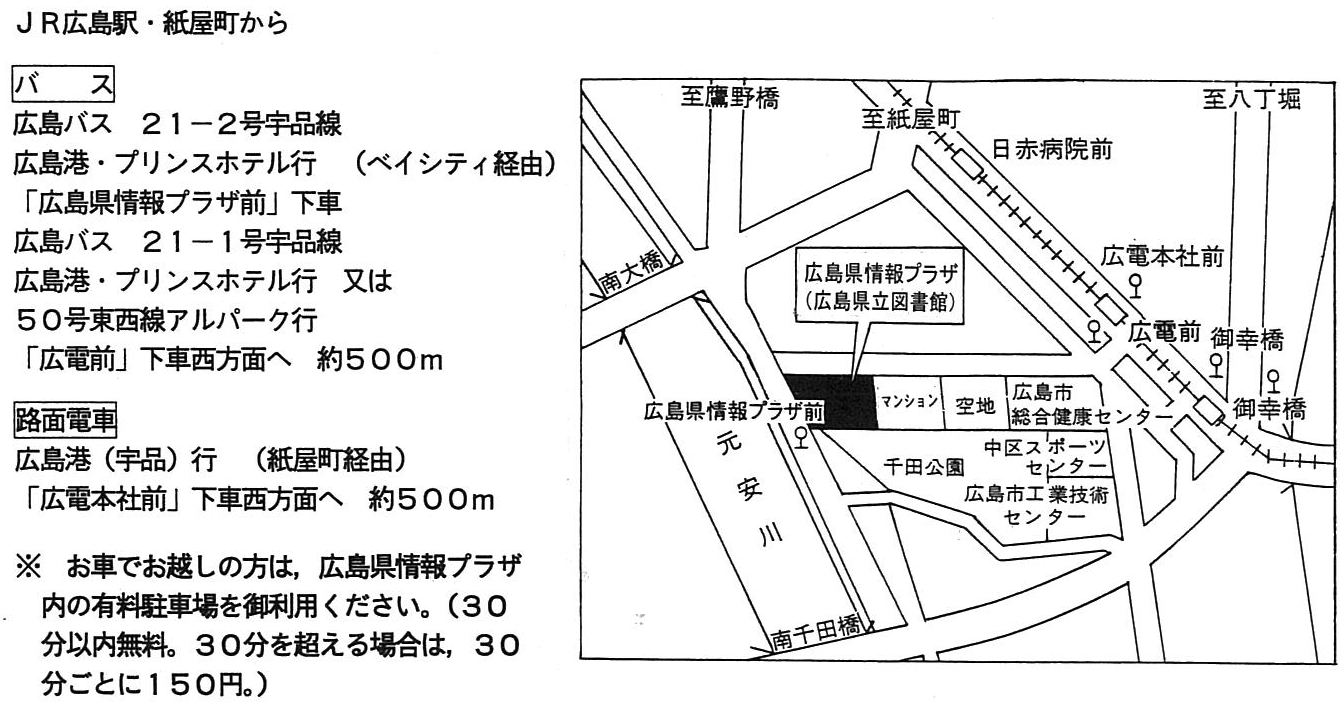 ＪＲ広島駅・紙屋町から
バス
広島バス　２１－２号宇品線
広島港・プリンスホテル行　（ベイシティ経由）
「広島県情報プラザ前」下車
広島バス　２１－１号宇品線
広島港・プリンスホテル行　又は
５０号東西線アルパーク行
「広電前」下車西方面へ　約５００ｍ
路面電車
広島港（宇品）行　（紙屋町経由）
「広電本社前」下車西方面へ　約５００ｍ
※　お車でお越しの方は，広島県情報プラザ
内の有料駐車場を御利用ください。（３０
分以内無料。３０分を超える場合は，３０
分ごとに１５０円。）
至鷹野橋
至紙屋町
至八丁堀
日赤病院前
南大橋
広島県情報プラザ
（広島県立図書館）
広電本社前
広電前
御幸橋
広島県情報プラザ前
マンション
空地
広島市
総合健康センター
御幸橋
元安川
千田公園
中区スポーツ
センター
広島市工業技術
センター
南千田橋